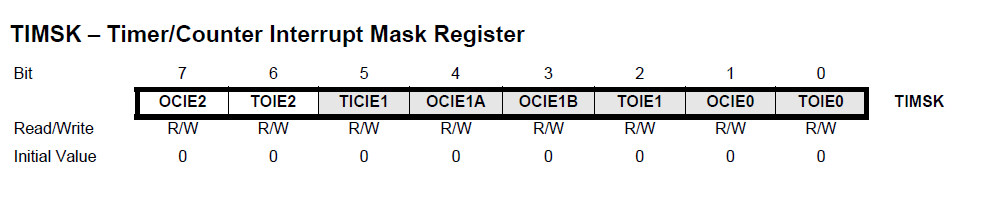 TIMSK – Timer/Counter Interrupt Mask Register
Bit 7 6 5 4 3 2 1 0
OCIE2 TOIE2 TICIE1 OCIE1A OCIE1B TOIE1 OCIE0 TOIE0 TIMSK
Read/Write R/W R/W R/W R/W R/W R/W R/W R/W
Initial Value 0 0 0 0 0 0 0 0